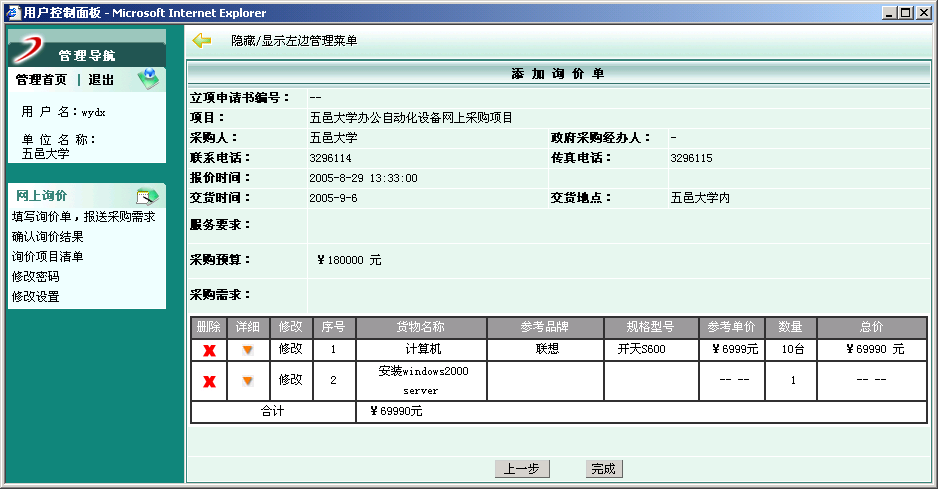 用户控制面板 - Microsoft Internet Explorer
管理导航
管理首页 | 退出
用 户 名：wydx
单 位 名 称：
五邑大学
网上询价
填写询价单，报送采购需求
确认询价结果
询价项目清单
修改密码
修改设置
隐藏/显示左边管理菜单
添 加 询 价 单
立项申请书编号： --
项目： 五邑大学办公自动化设备网上采购项目
采购人： 五邑大学 政府采购经办人： -
联系电话： 3296114 传真电话： 3296115
报价时间： 2005-8-29 13:33:00
交货时间： 2005-9-6 交货地点： 五邑大学内
服务要求：
采购预算： ￥180000 元
采购需求：
删除 详细 修改 序号 货物名称 参考品牌 规格型号 参考单价 数量 总价
修改 1 计算机 联想 开天S600 ￥6999元 10台 ￥69990 元
修改 2 安装windows2000 server -- -- 1 -- --
合计 ￥69990元
上一步 完成